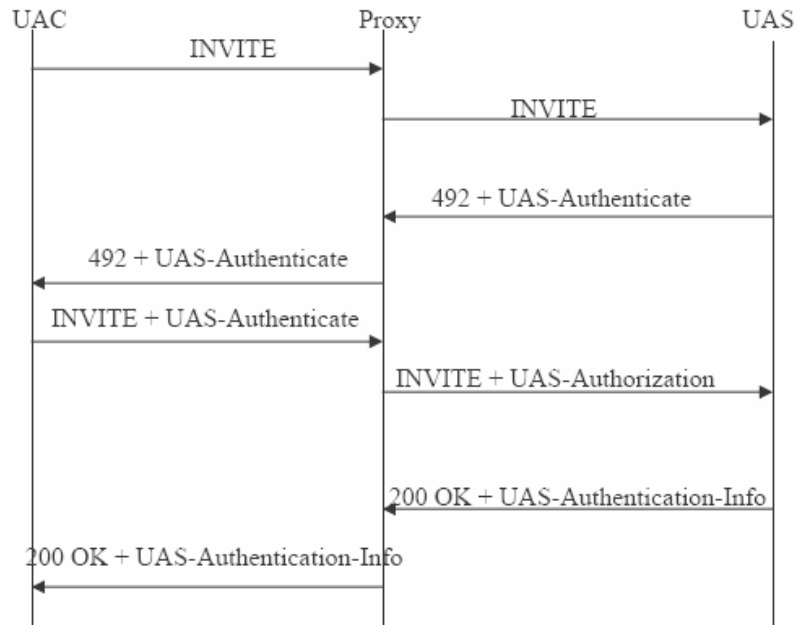 UAC Proxy UAS
INVITE
INVITE
492 + UAS-Authenticate
492 + UAS-Authenticate
INVITE + UAS-Authenticate
INVITE + UAS-Authorization
200 OK + UAS-Authentication-Info
200 OK + UAS-Authentication-Info